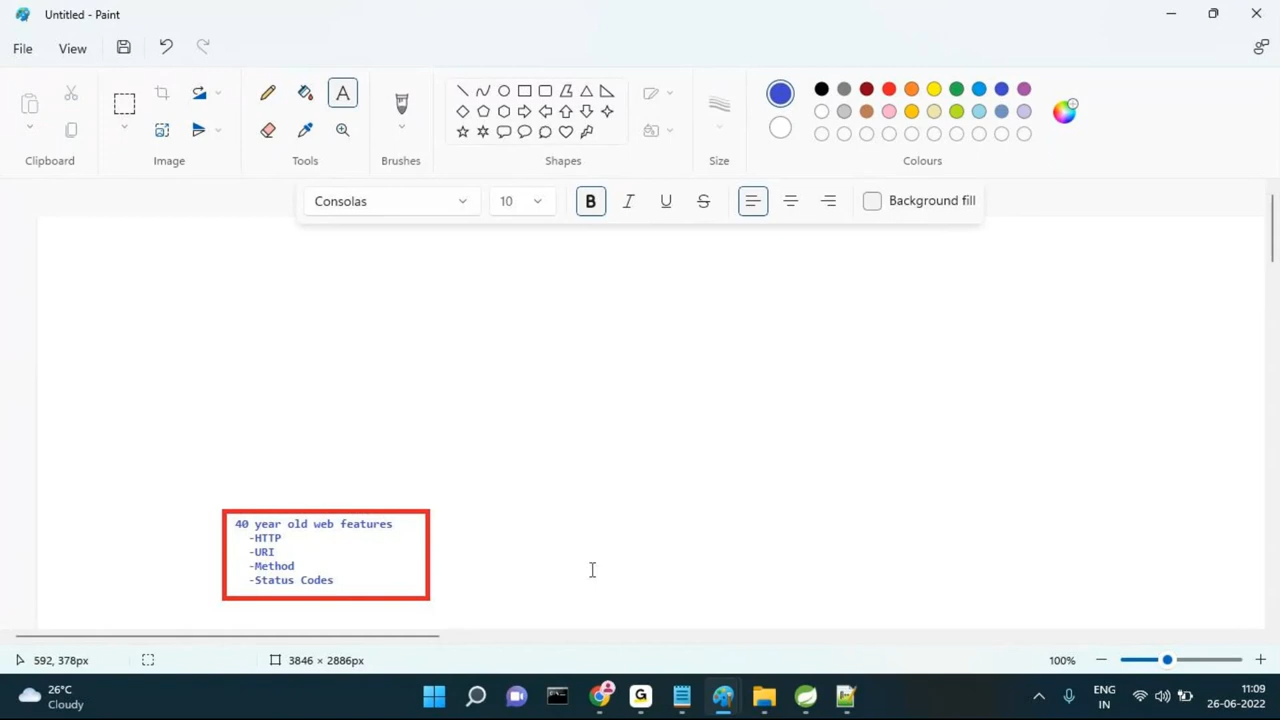 Untitled - Paint
File View
Clipboard
Image
Tools
Brushes
Shapes
Size
Colours
Consolas
10
B I U S
Background fill
40 year old web features
-HTTP
-URI
-Method
-Status Codes
592, 378px
3846 × 2886px
100%
26°C
Cloudy
ENG
IN
11:09
26-06-2022